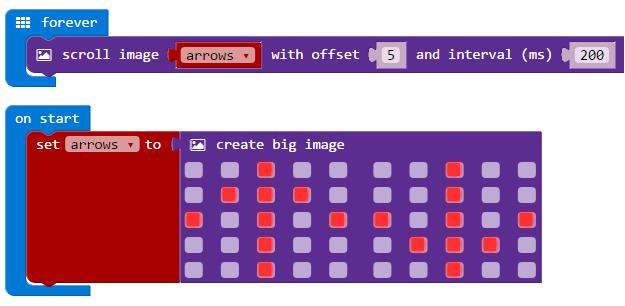 forever
scroll image arrows with offset 5 and interval (ms) 200
on start
set arrows to create big image